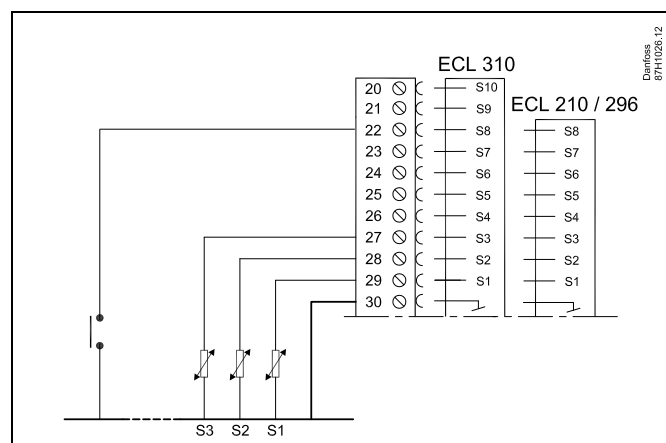 Danfoss
87H1026.12
ECL 310
ECL 210 / 296
20 S10
21 S9
22 S8 S8
23 S7 S7
24 S6 S6
25 S5 S5
26 S4 S4
27 S3 S3
28 S2 S2
29 S1 S1
30
S3 S2 S1